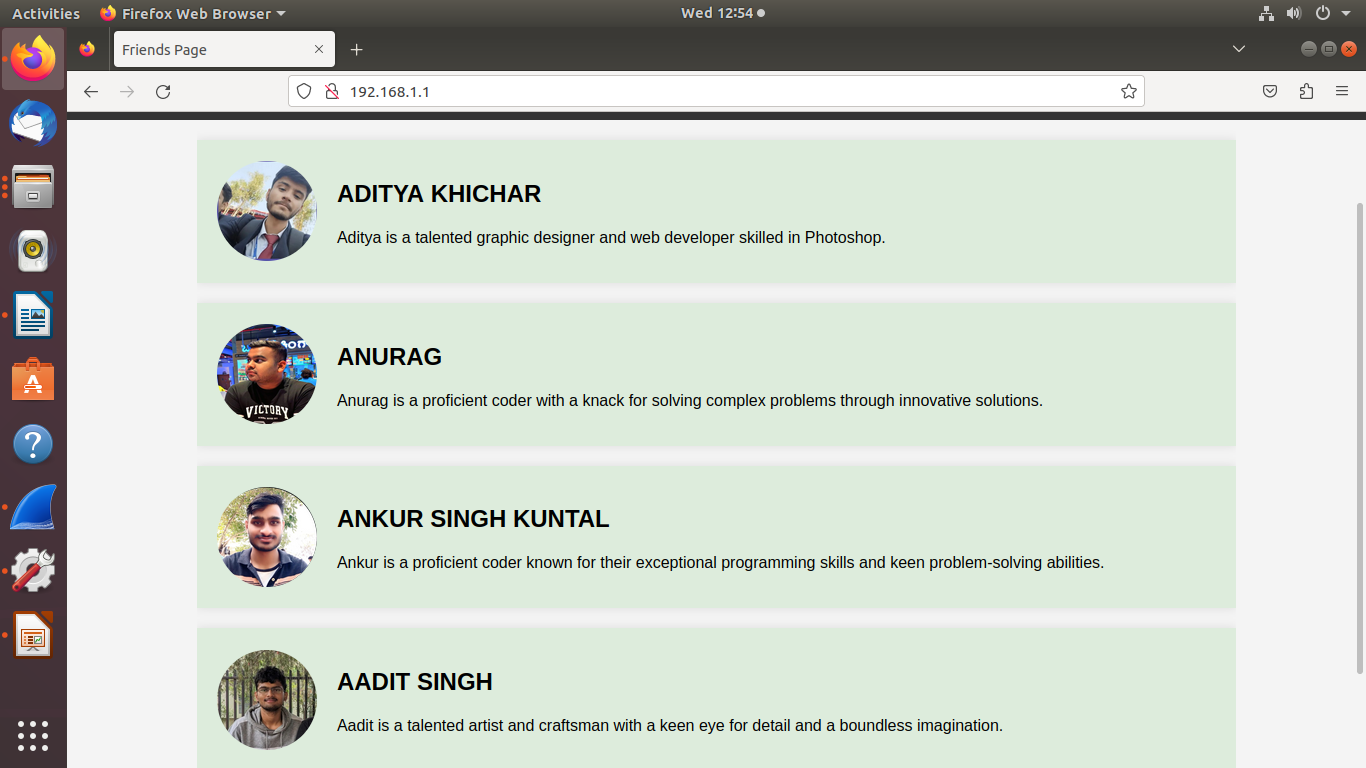 Activities
Firefox Web Browser
Wed 12:54
Friends Page
192.168.1.1
ADITYA KHICHAR
Aditya is a talented graphic designer and web developer skilled in Photoshop.
VICTORY
ANURAG
Anurag is a proficient coder with a knack for solving complex problems through innovative solutions.
ANKUR SINGH KUNTAL
Ankur is a proficient coder known for their exceptional programming skills and keen problem-solving abilities.
AADIT SINGH
Aadit is a talented artist and craftsman with a keen eye for detail and a boundless imagination.